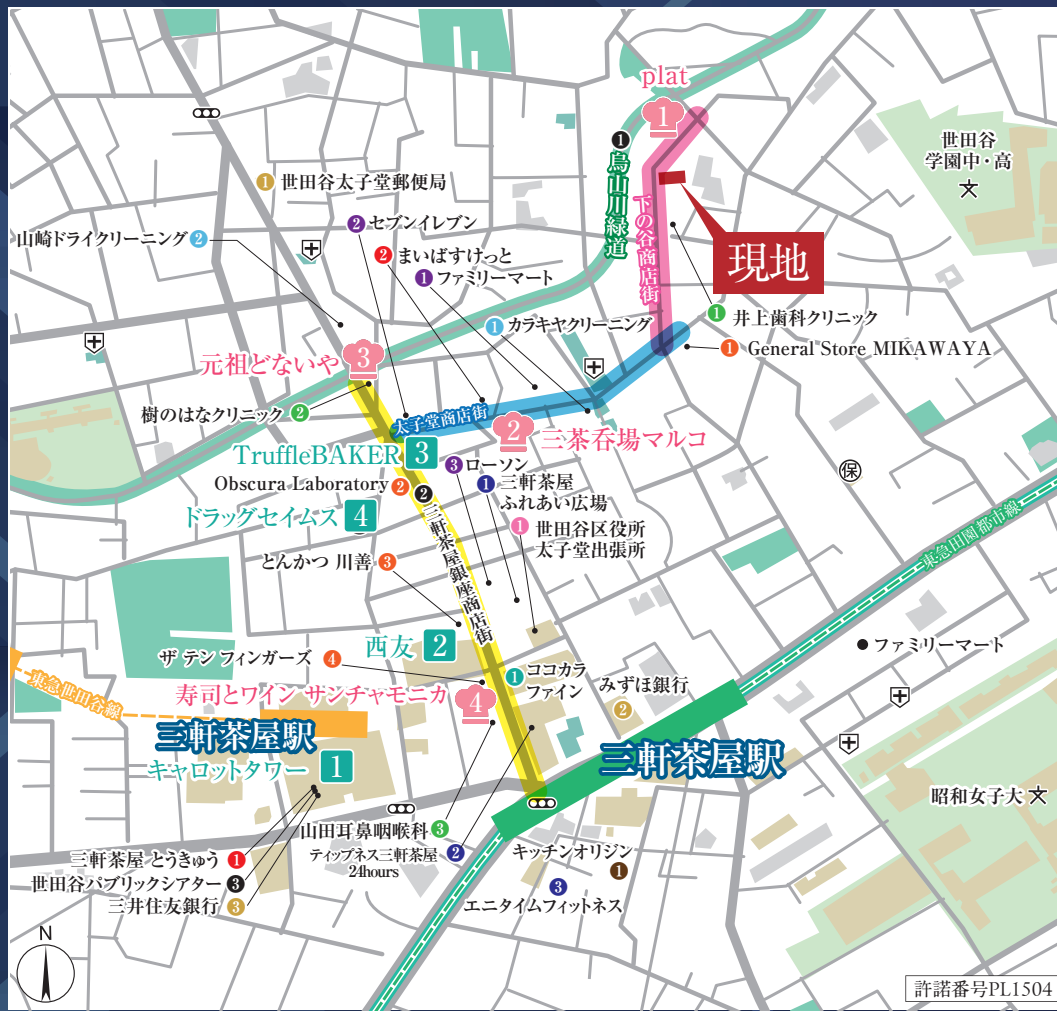 plat
1
1
烏山川緑道
下の谷商店街
世田谷
学園中・高
文
1 世田谷太子堂郵便局
2 セブンイレブン
山崎ドライクリーニング 2
2 まいばすけっと
1 ファミリーマート
現地
1 カラキヤクリーニング
1 井上歯科クリニック
1 General Store MIKAWAYA
元祖どないや 3
樹のはなクリニック 2
太子堂商店街
2
三茶呑場マルコ
TruffleBAKER 3
3 ローソン
保
Obscura Laboratory 2
2
三軒茶屋銀座商店街
1 三軒茶屋
ふれあい広場
ドラッグセイムス 4
1 世田谷区役所
太子堂出張所
東急田園都市線
とんかつ 川善 3
西友 2
ファミリーマート
ザ テン フィンガーズ 4
1 ココカラ
ファイン
みずほ銀行
2
東急世田谷線
寿司とワイン サンチャモニカ
4
三軒茶屋駅
キャロットタワー 1
三軒茶屋駅
昭和女子大 文
山田耳鼻咽喉科 3
ティップネス三軒茶屋 2
24hours
キッチンオリジン
1
三軒茶屋 とうきゅう 1
世田谷パブリックシアター 3
三井住友銀行 3
3
エニタイムフィットネス
N
許諾番号PL1504